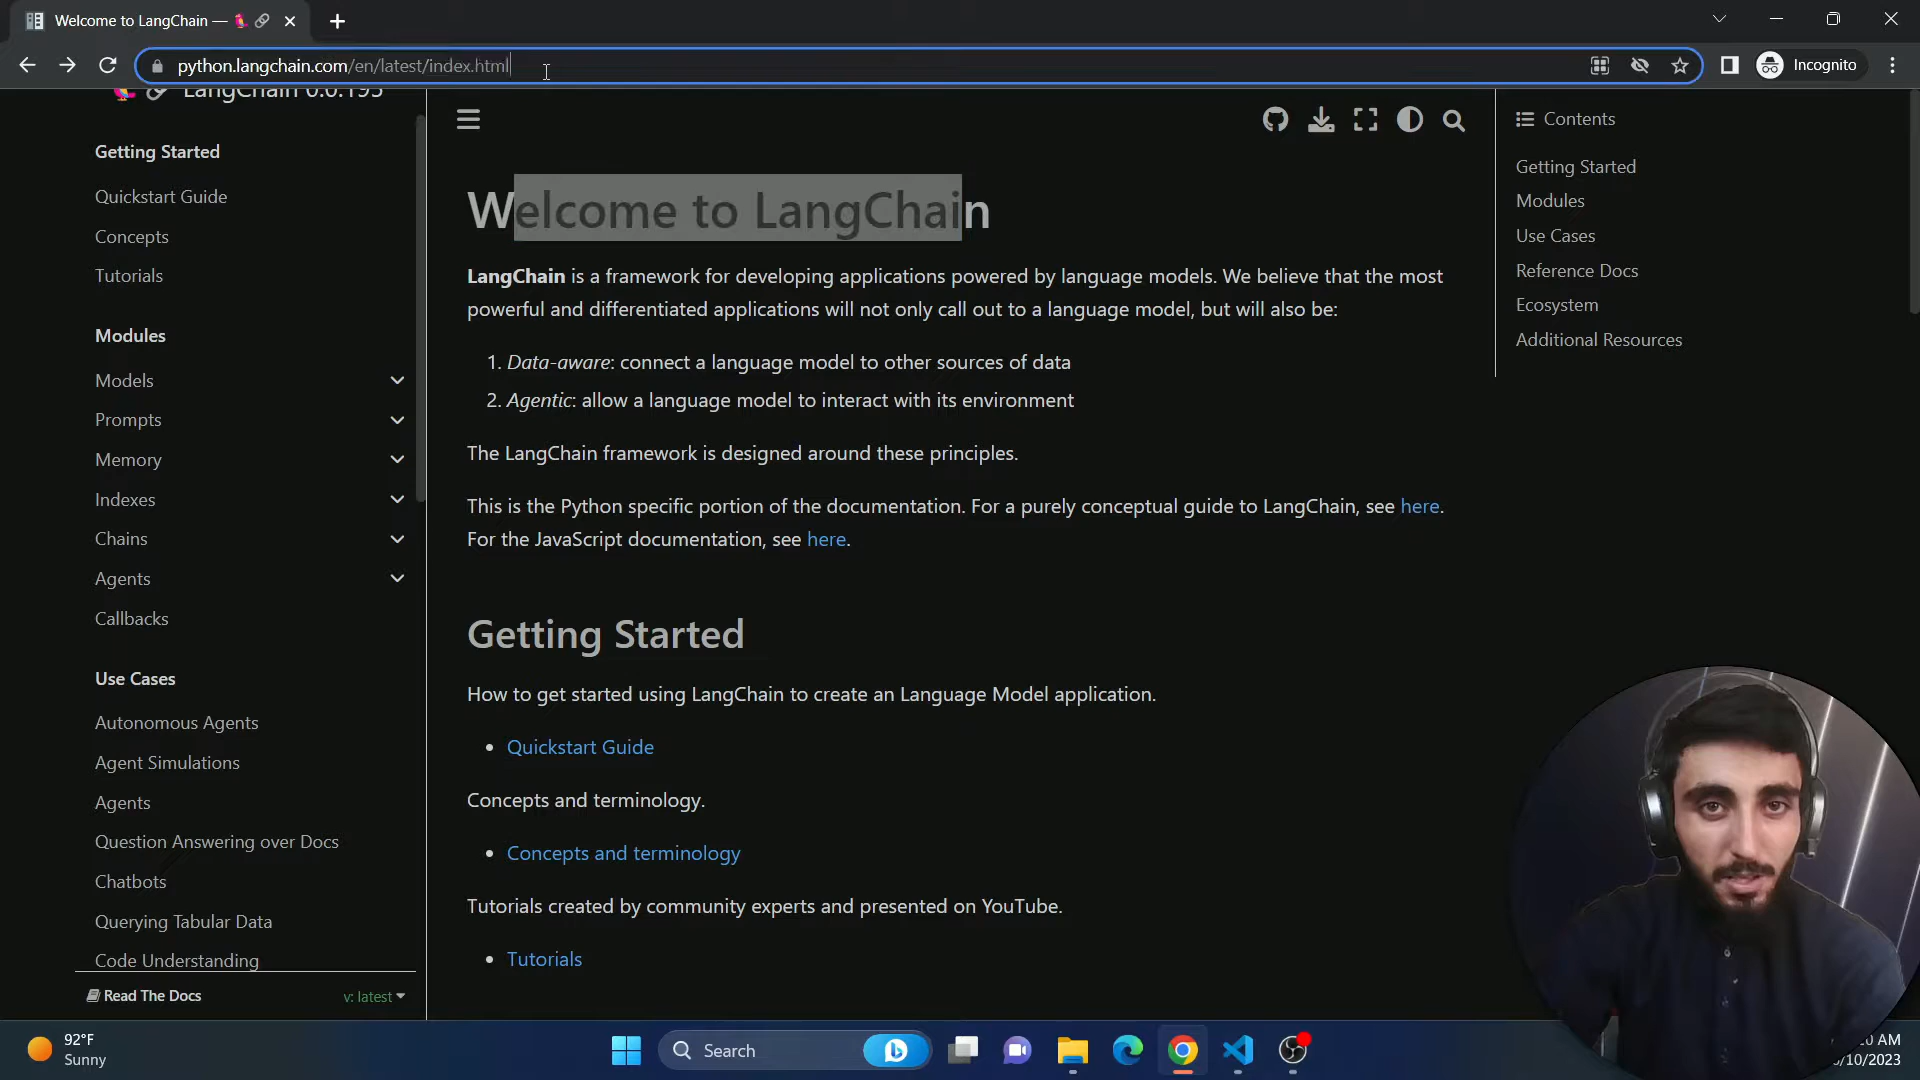 Welcome to LangChain —
python.langchain.com/en/latest/index.html
Incognito
LangChain 0.0.195
Getting Started
Quickstart Guide
Concepts
Tutorials
Modules
Models
Prompts
Memory
Indexes
Chains
Agents
Callbacks
Use Cases
Autonomous Agents
Agent Simulations
Agents
Question Answering over Docs
Chatbots
Querying Tabular Data
Code Understanding
Read The Docs
v: latest
Welcome to LangChain
LangChain is a framework for developing applications powered by language models. We believe that the most
powerful and differentiated applications will not only call out to a language model, but will also be:
1. Data-aware: connect a language model to other sources of data
2. Agentic: allow a language model to interact with its environment
The LangChain framework is designed around these principles.
This is the Python specific portion of the documentation. For a purely conceptual guide to LangChain, see here.
For the JavaScript documentation, see here.
Getting Started
How to get started using LangChain to create an Language Model application.
• Quickstart Guide
Concepts and terminology.
• Concepts and terminology
Tutorials created by community experts and presented on YouTube.
• Tutorials
Contents
Getting Started
Modules
Use Cases
Reference Docs
Ecosystem
Additional Resources
92°F
Sunny
Search
AM
/10/2023